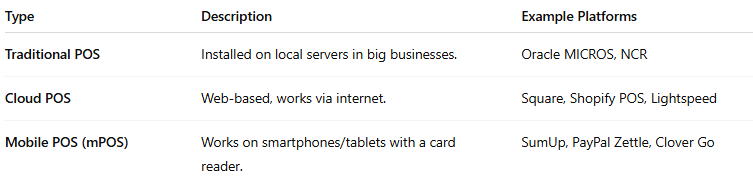 Type Description Example Platforms
Traditional POS Installed on local servers in big businesses. Oracle MICROS, NCR
Cloud POS Web-based, works via internet. Square, Shopify POS, Lightspeed
Mobile POS (mPOS) Works on smartphones/tablets with a card SumUp, PayPal Zettle, Clover Go
reader.